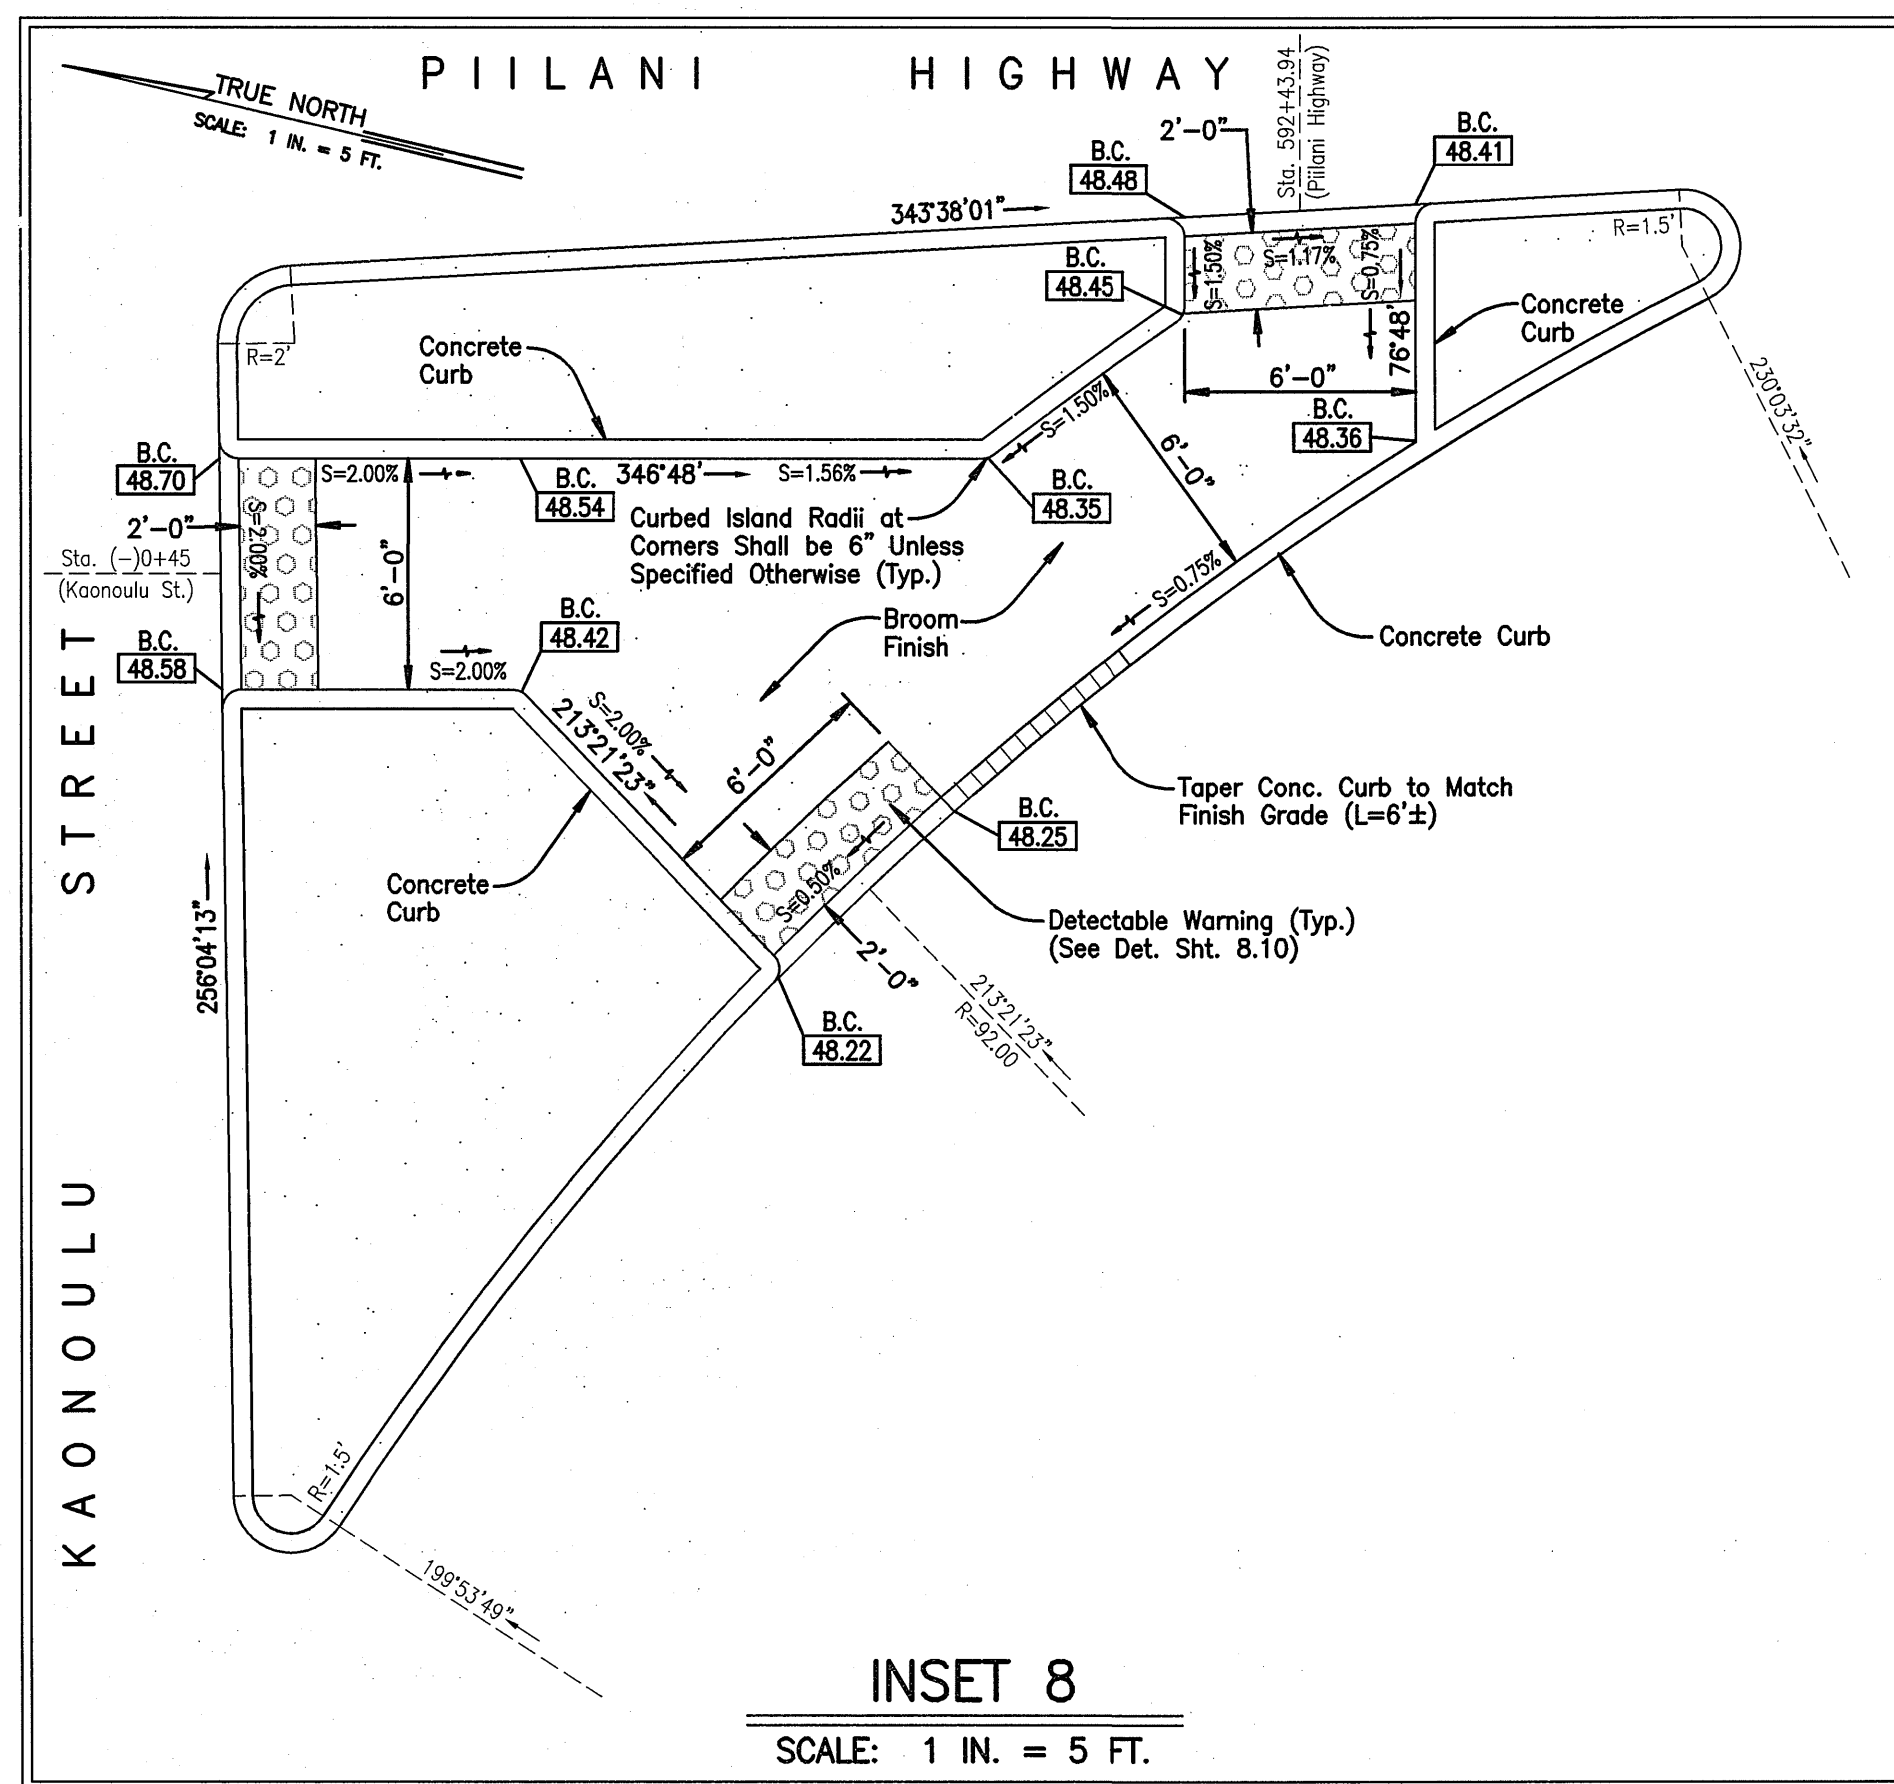 PIILANI HIGHWAY
TRUE NORTH
SCALE: 1 IN. = 5 FT.
Sta. 592+43.94
(Piilani Highway)
2'-0"
B.C.
48.41
B.C.
48.48
343°38'01"
R=1.5'
S=1.50%
S=1.17%
S=0.75%
B.C.
48.45
Concrete
Curb
R=2'
Concrete
Curb
76°48'
6'-0"
230°03'32"
B.C.
48.36
S=1.50%
6'-0"
B.C.
48.70
S=2.00%
B.C.
48.54
346°48'
S=1.56%
B.C.
48.35
2'-0"
S=2.00%
Curbed Island Radii at
Corners Shall be 6" Unless
Specified Otherwise (Typ.)
Sta. (-)0+45
(Kaonoulu St.)
6'-0"
S=0.75%
B.C.
48.58
B.C.
48.42
S=2.00%
Broom
Finish
Concrete Curb
S=2.00%
213°21'23"
6'-0"
Taper Conc. Curb to Match
Finish Grade (L=6'±)
B.C.
48.25
Concrete
Curb
S=0.50%
2'-0"
Detectable Warning (Typ.)
(See Det. Sht. 8.10)
256°04'13"
213°21'23"
R=92.00
B.C.
48.22
KAONOULU STREET
R=1.5'
199°53'49"
INSET 8
SCALE: 1 IN. = 5 FT.